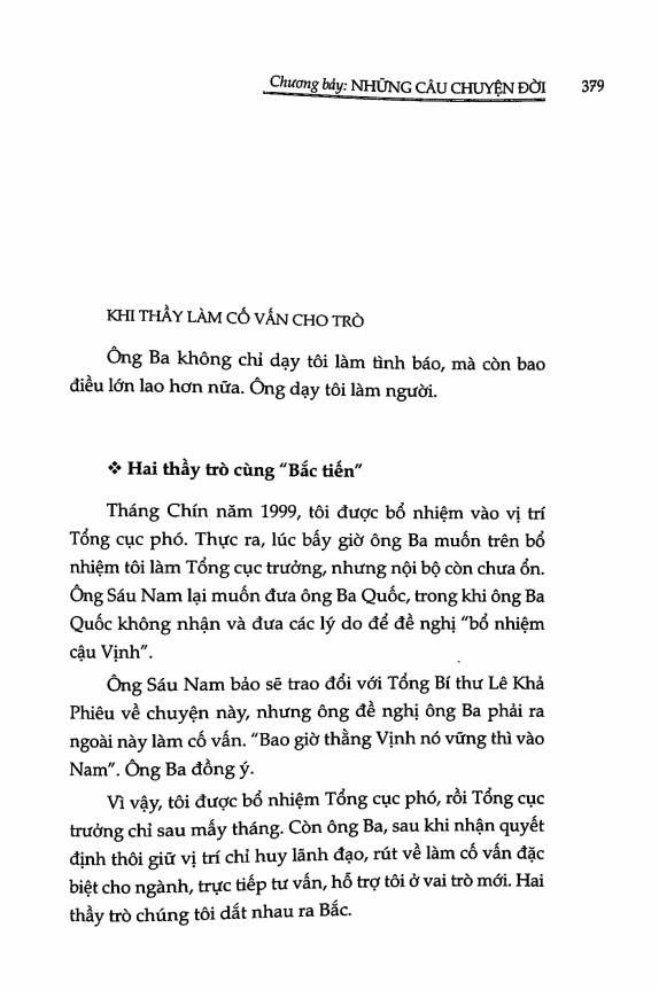 Chương bảy: NHỮNG CÂU CHUYỆN ĐỜI 379
KHI THẦY LÀM CỐ VẤN CHO TRÒ
Ông Ba không chỉ dạy tôi làm tình báo, mà còn bao
điều lớn lao hơn nữa. Ông dạy tôi làm người.
❖ Hai thầy trò cùng "Bắc tiến"
Tháng Chín năm 1999, tôi được bổ nhiệm vào vị trí
Tổng cục phó. Thực ra, lúc bấy giờ ông Ba muốn trên bổ
nhiệm tôi làm Tổng cục trưởng, nhưng nội bộ còn chưa ổn.
Ông Sáu Nam lại muốn đưa ông Ba Quốc, trong khi ông Ba
Quốc không nhận và đưa các lý do để đề nghị "bổ nhiệm
cậu Vịnh".
Ông Sáu Nam bảo sẽ trao đổi với Tổng Bí thư Lê Khả
Phiêu về chuyện này, nhưng ông đề nghị ông Ba phải ra
ngoài này làm cố vấn. "Bao giờ thằng Vịnh nó vững thì vào
Nam". Ông Ba đồng ý.
Vì vậy, tôi được bổ nhiệm Tổng cục phó, rồi Tổng cục
trưởng chỉ sau mấy tháng. Còn ông Ba, sau khi nhận quyết
định thôi giữ vị trí chỉ huy lãnh đạo, rút về làm cố vấn đặc
biệt cho ngành, trực tiếp tư vấn, hỗ trợ tôi ở vai trò mới. Hai
thầy trò chúng tôi dắt nhau ra Bắc.